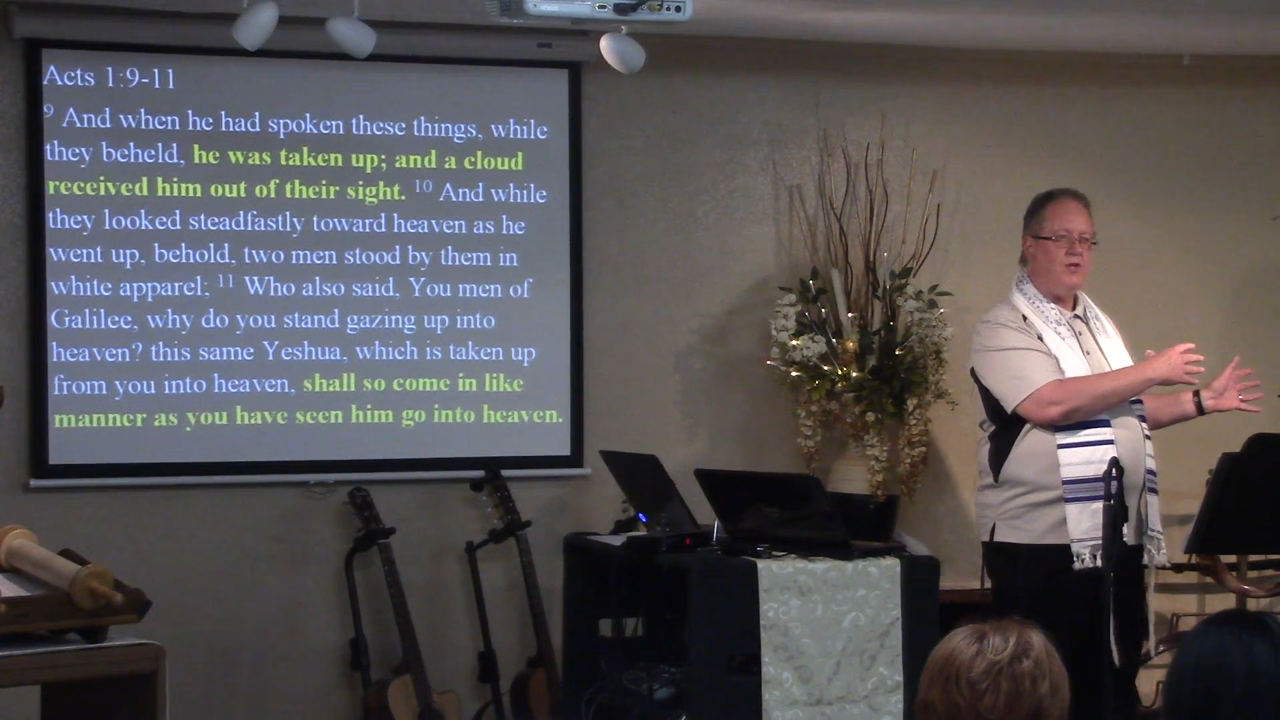 Acts 1:9-11
9 And when he had spoken these things, while
they beheld, he was taken up; and a cloud
received him out of their sight. 10 And while
they looked steadfastly toward heaven as he
went up, behold, two men stood by them in
white apparel; 11 Who also said, You men of
Galilee, why do you stand gazing up into
heaven? this same Yeshua, which is taken up
from you into heaven, shall so come in like
manner as you have seen him go into heaven.